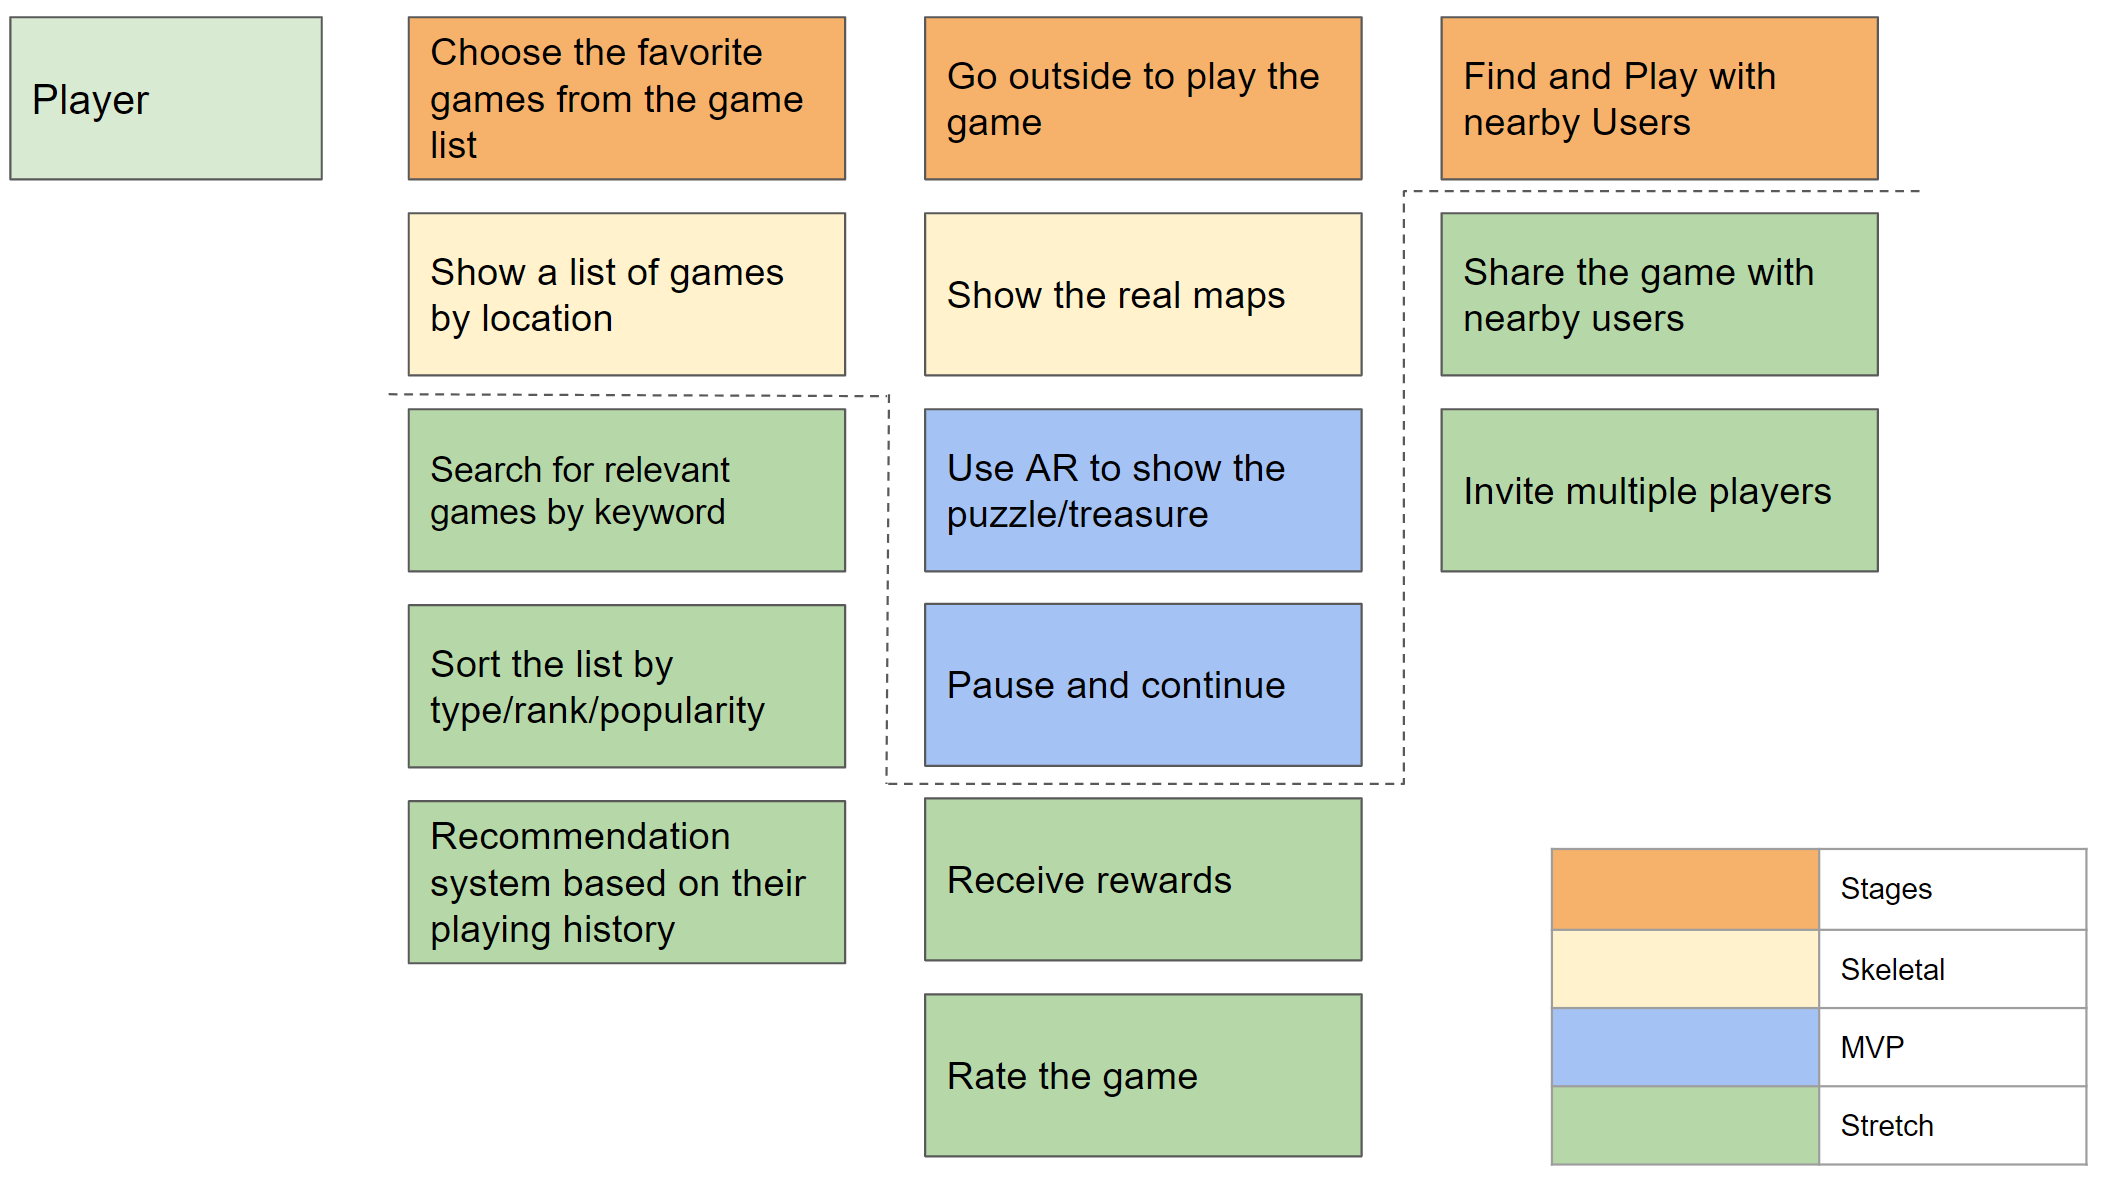 Player
Choose the favorite
games from the game
list
Go outside to play the
game
Find and Play with
nearby Users
Show a list of games
by location
Show the real maps
Share the game with
nearby users
Search for relevant
games by keyword
Use AR to show the
puzzle/treasure
Invite multiple players
Sort the list by
type/rank/popularity
Pause and continue
Recommendation
system based on their
playing history
Receive rewards
Rate the game
Stages
Skeletal
MVP
Stretch